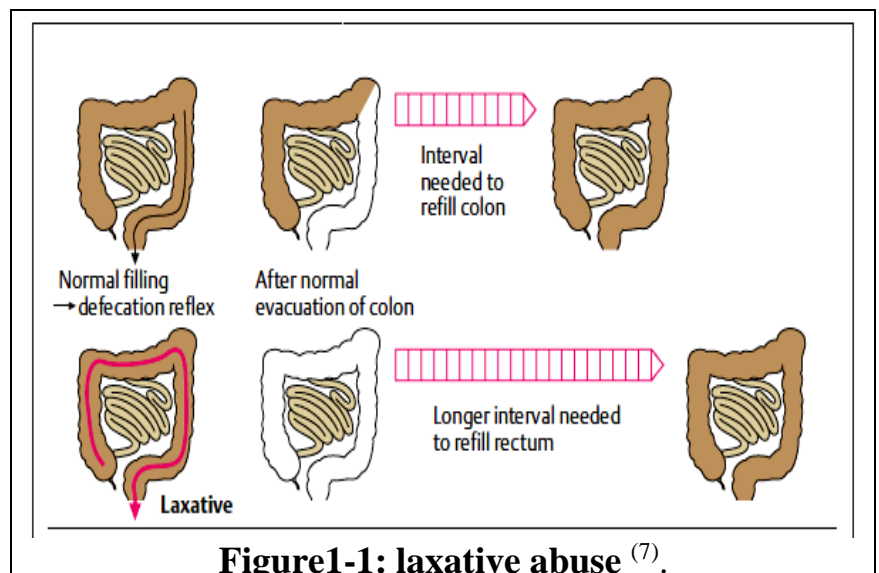 Interval
needed to
refill colon
Normal filling
→ defecation reflex
After normal
evacuation of colon
Longer interval needed
to refill rectum
Laxative
Figure1-1: laxative abuse (7).